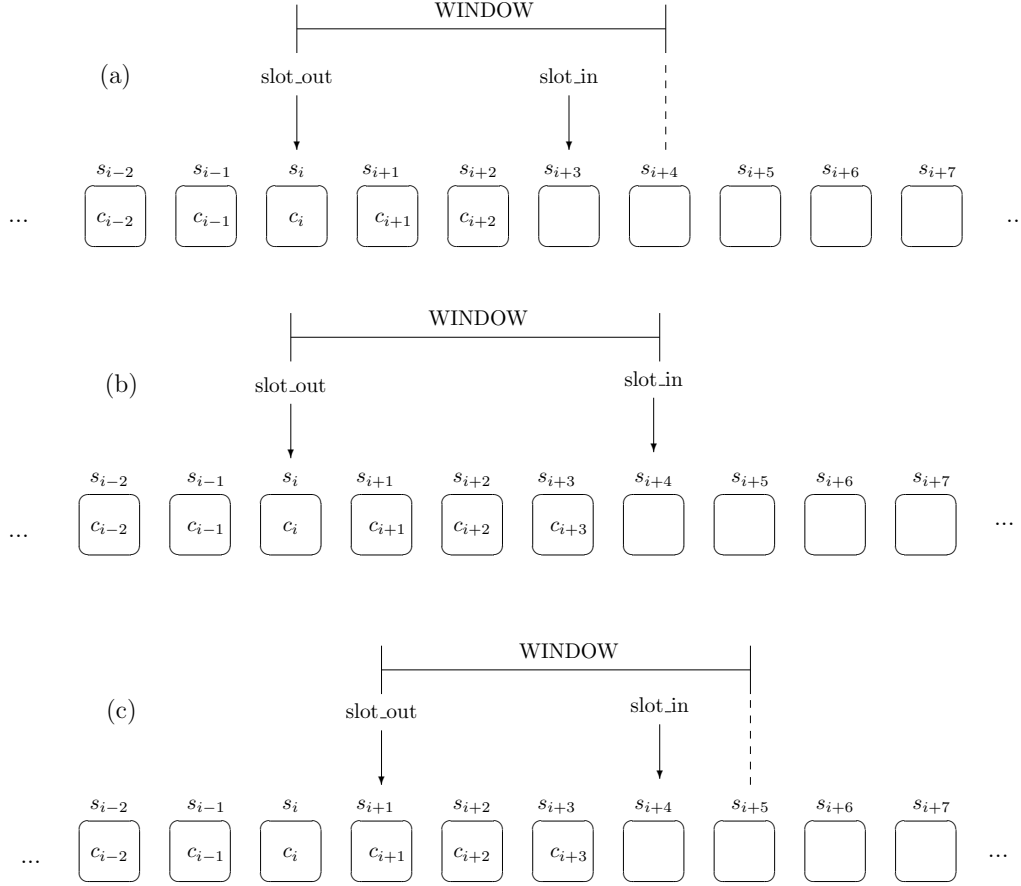 WINDOW
(a) slot_out slot_in
s_{i−2} s_{i−1} s_i s_{i+1} s_{i+2} s_{i+3} s_{i+4} s_{i+5} s_{i+6} s_{i+7}
... c_{i−2} c_{i−1} c_i c_{i+1} c_{i+2} ..
WINDOW
(b) slot_out slot_in
s_{i−2} s_{i−1} s_i s_{i+1} s_{i+2} s_{i+3} s_{i+4} s_{i+5} s_{i+6} s_{i+7}
... c_{i−2} c_{i−1} c_i c_{i+1} c_{i+2} c_{i+3} ...
WINDOW
(c) slot_out slot_in
s_{i−2} s_{i−1} s_i s_{i+1} s_{i+2} s_{i+3} s_{i+4} s_{i+5} s_{i+6} s_{i+7}
... c_{i−2} c_{i−1} c_i c_{i+1} c_{i+2} c_{i+3} ...